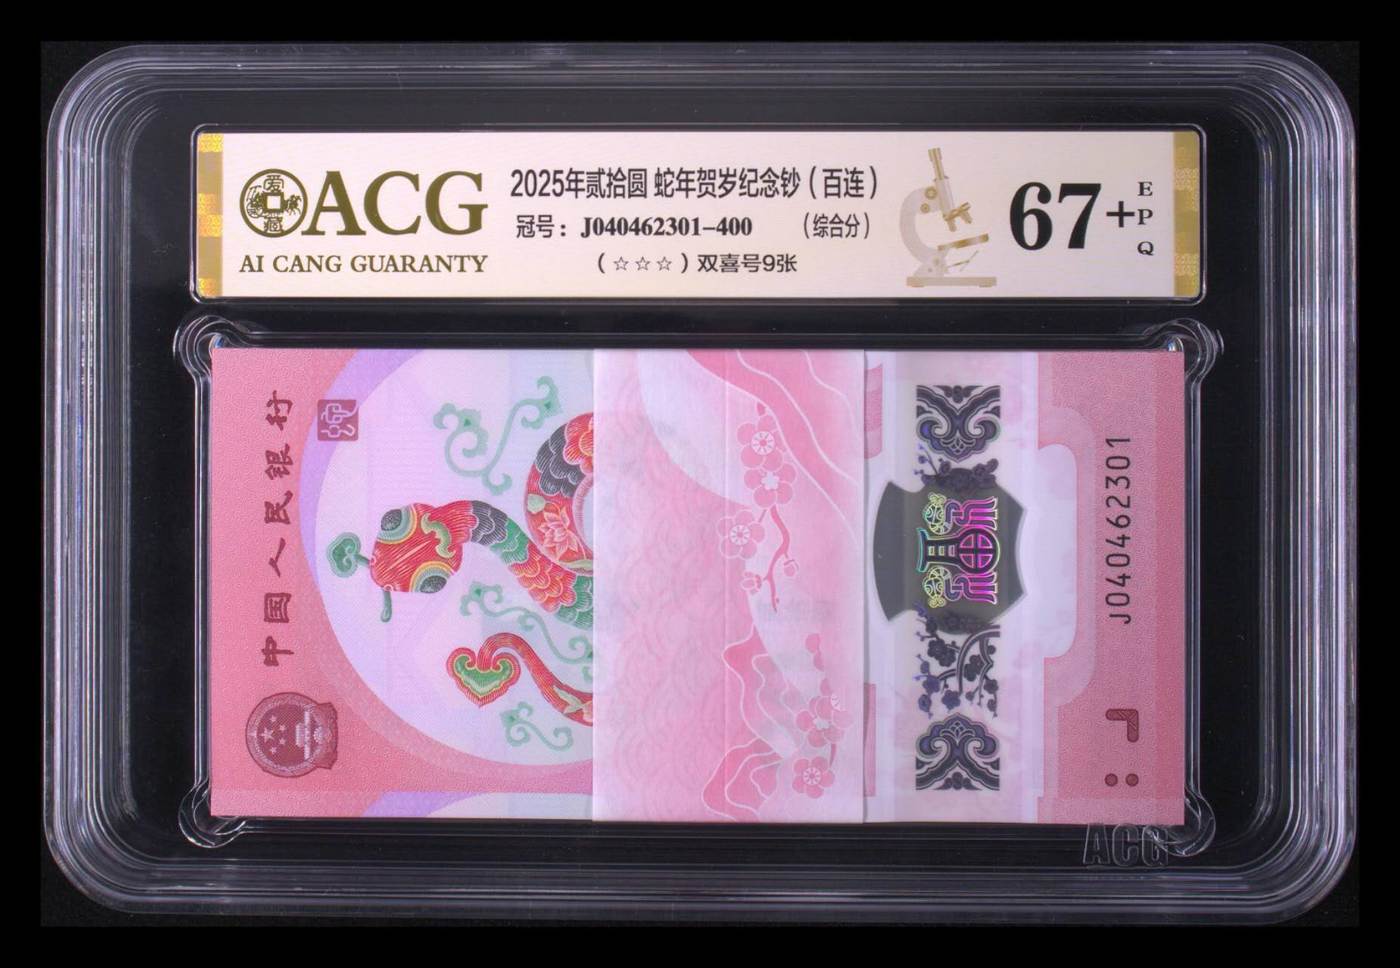 ACG
AI CANG GUARANTY
2025年贰拾圆 蛇年贺岁纪念钞（百连）
冠号：J040462301-400 （综合分）
（☆☆☆）双喜号9张
67+
EPQ
中国人民银行
J040462301
ACG